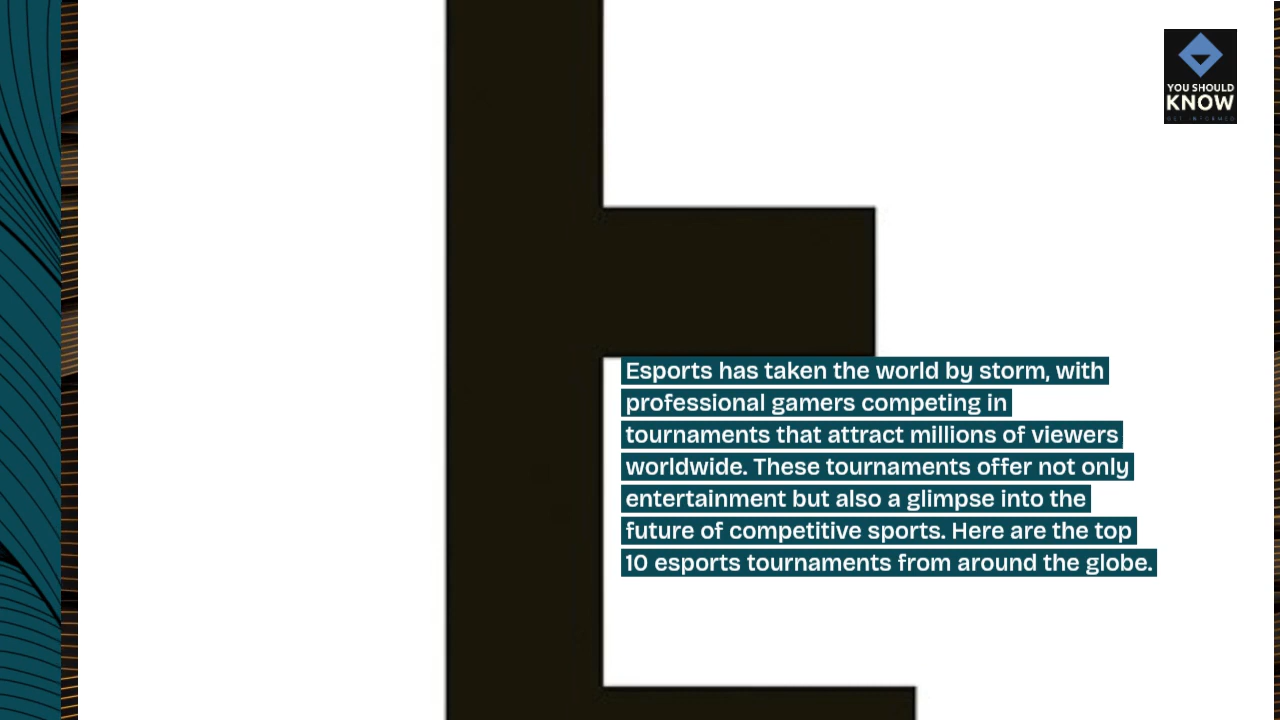 YOU SHOULD
KNOW
GET INFORMED
E
Esports has taken the world by storm, with
professional gamers competing in
tournaments that attract millions of viewers
worldwide. These tournaments offer not only
entertainment but also a glimpse into the
future of competitive sports. Here are the top
10 esports tournaments from around the globe.